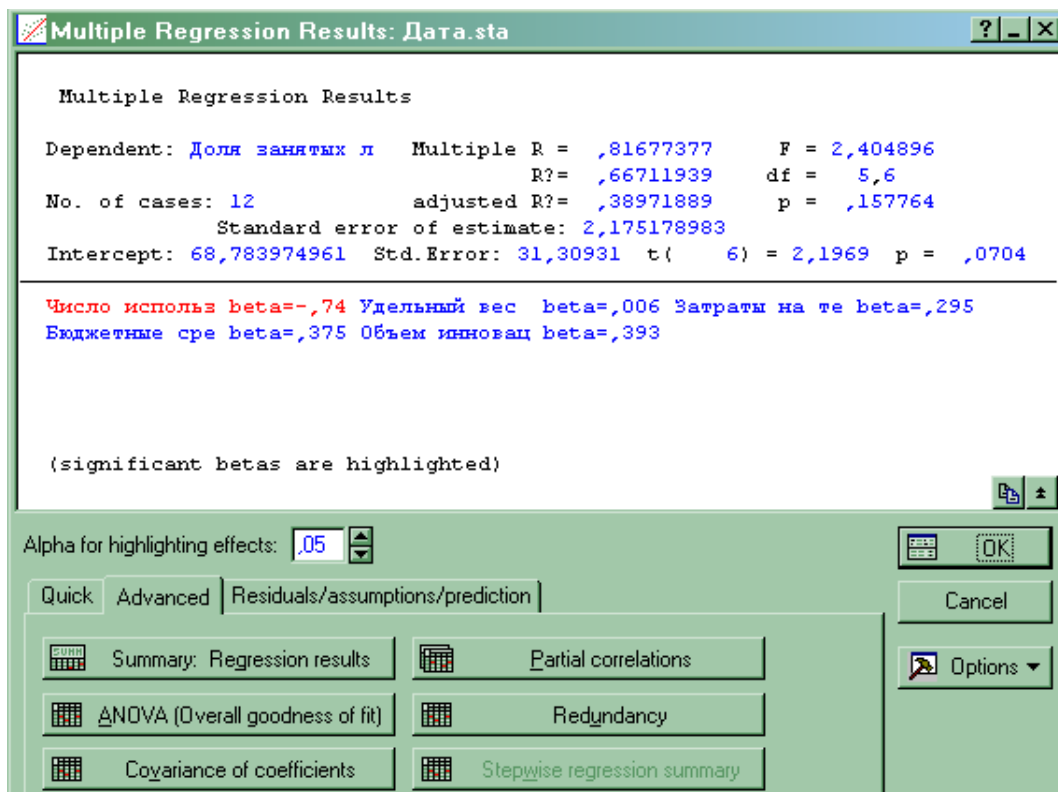 Multiple Regression Results: Дата.sta
Multiple Regression Results
Dependent: Доля занятых л Multiple R = ,81677377 F = 2,404896
R?= ,66711939 df = 5,6
No. of cases: 12 adjusted R?= ,38971889 p = ,157764
Standard error of estimate: 2,175178983
Intercept: 68,783974961 Std.Error: 31,30931 t( 6) = 2,1969 p = ,0704
Число использ beta=-,74 Удельный вес beta=,006 Затраты на те beta=,295
Бюджетные сре beta=,375 Объем инновац beta=,393
(significant betas are highlighted)
Alpha for highlighting effects: ,05
OK
Quick Advanced Residuals/assumptions/prediction
Cancel
Summary: Regression results Partial correlations
Options
ANOVA (Overall goodness of fit) Redundancy
Covariance of coefficients Stepwise regression summary